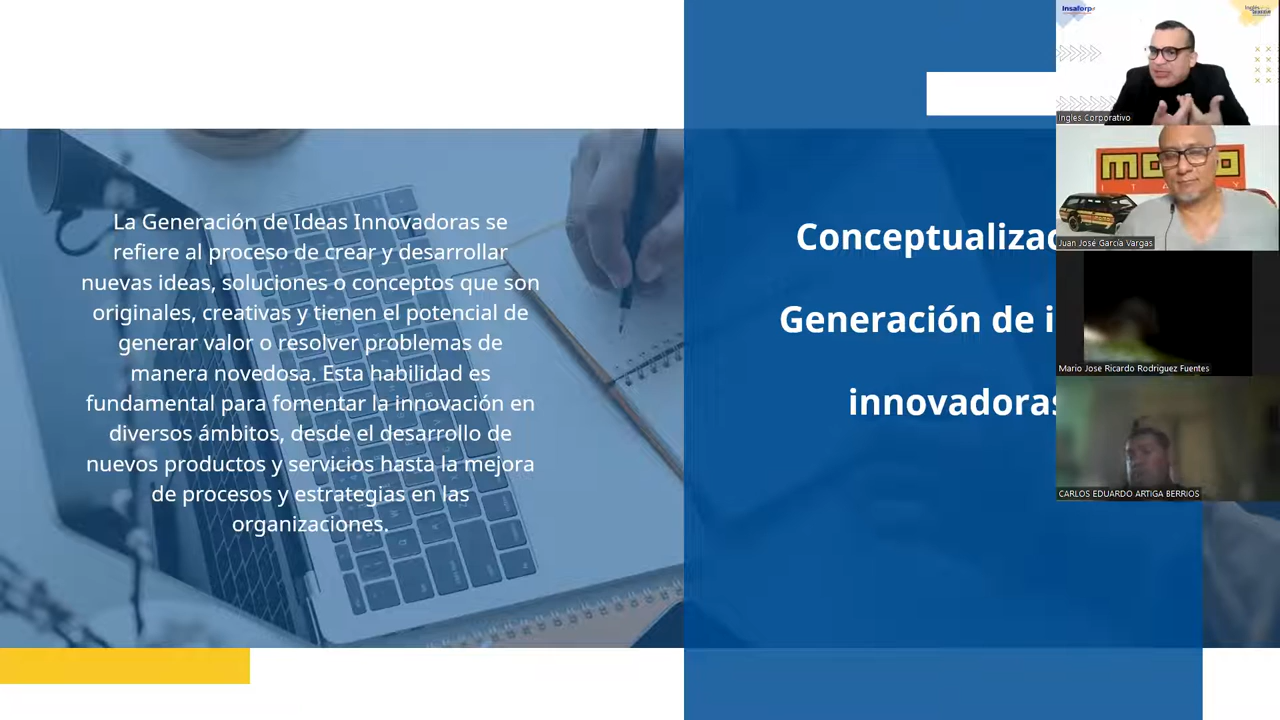 La Generación de Ideas Innovadoras se
refiere al proceso de crear y desarrollar
nuevas ideas, soluciones o conceptos que son
originales, creativas y tienen el potencial de
generar valor o resolver problemas de
manera novedosa. Esta habilidad es
fundamental para fomentar la innovación en
diversos ámbitos, desde el desarrollo de
nuevos productos y servicios hasta la mejora
de procesos y estrategias en las
organizaciones.
Conceptualizac
Generación de i
innovadoras
Insaforp
Ingles Corporativo
ITALY
Juan José García Vargas
Mario Jose Ricardo Rodriguez Fuentes
CARLOS EDUARDO ARTIGA BERRIOS